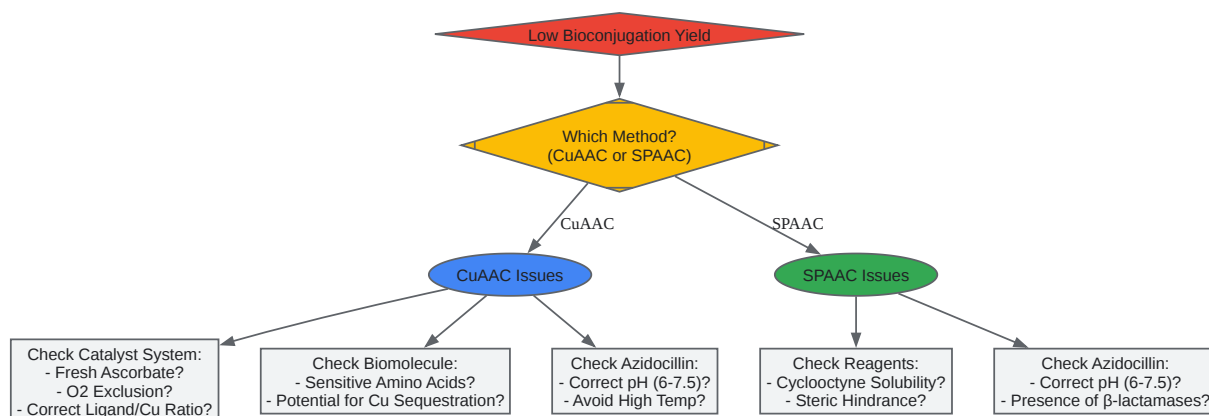 Low Bioconjugation Yield
Which Method?
(CuAAC or SPAAC)
CuAAC
SPAAC
CuAAC Issues
SPAAC Issues
Check Catalyst System:
- Fresh Ascorbate?
- O2 Exclusion?
- Correct Ligand/Cu Ratio?
Check Biomolecule:
- Sensitive Amino Acids?
- Potential for Cu Sequestration?
Check Azidocillin:
- Correct pH (6-7.5)?
- Avoid High Temp?
Check Reagents:
- Cyclooctyne Solubility?
- Steric Hindrance?
Check Azidocillin:
- Correct pH (6-7.5)?
- Presence of β-lactamases?